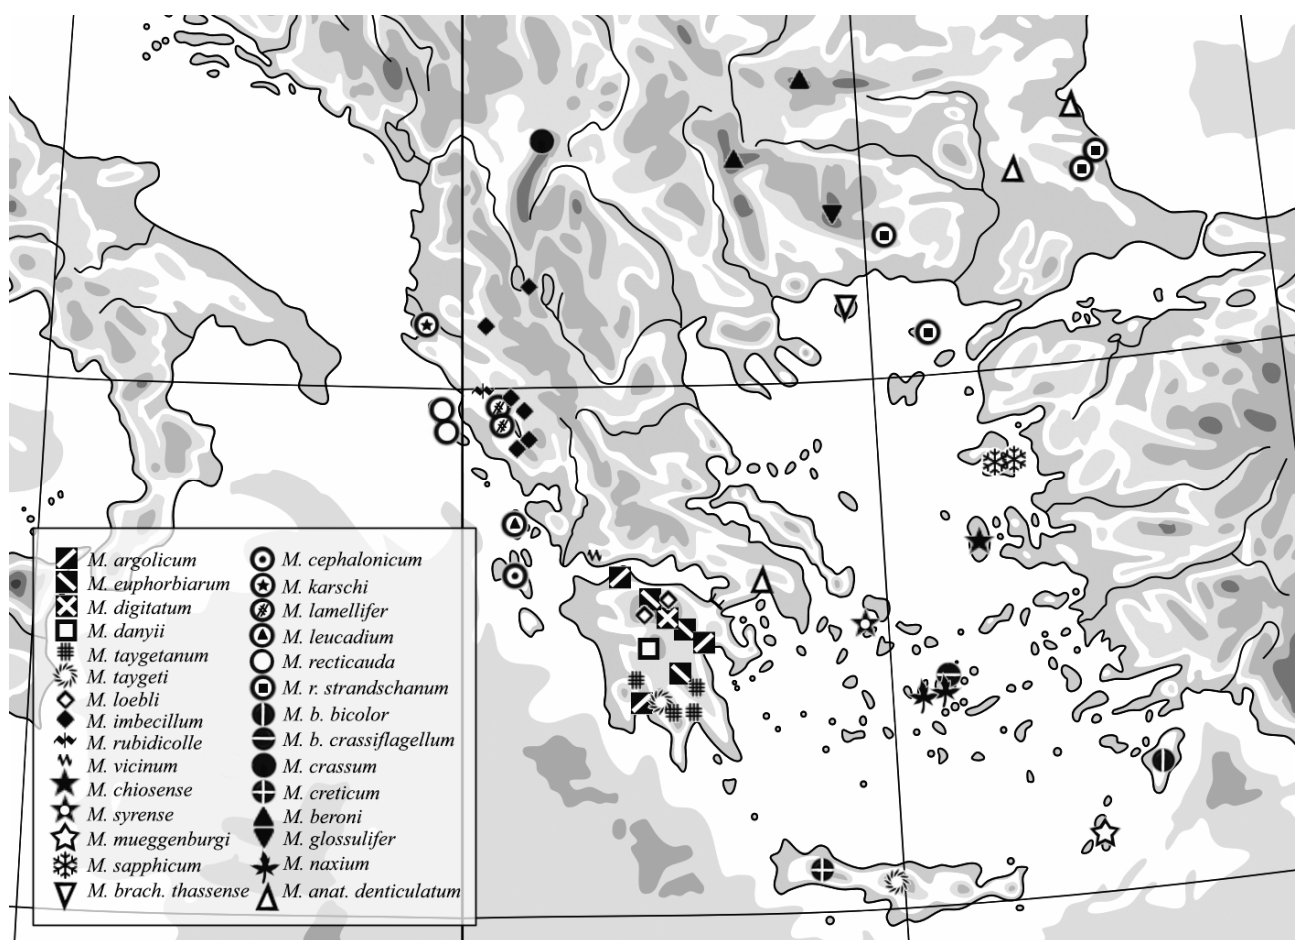 M. argolicum
M. euphorbiarum
M. digitatum
M. danyii
M. taygetanum
M. taygeti
M. loebli
M. imbecillum
M. rubidicolle
M. vicinum
M. chiosense
M. syrense
M. mueggenburgi
M. sapphicum
M. brach. thassense
M. cephalonicum
M. karschi
M. lamellifer
M. leucadium
M. recticauda
M. r. strandschanum
M. b. bicolor
M. b. crassiflagellum
M. crassum
M. creticum
M. beroni
M. glossulifer
M. naxium
M. anat. denticulatum